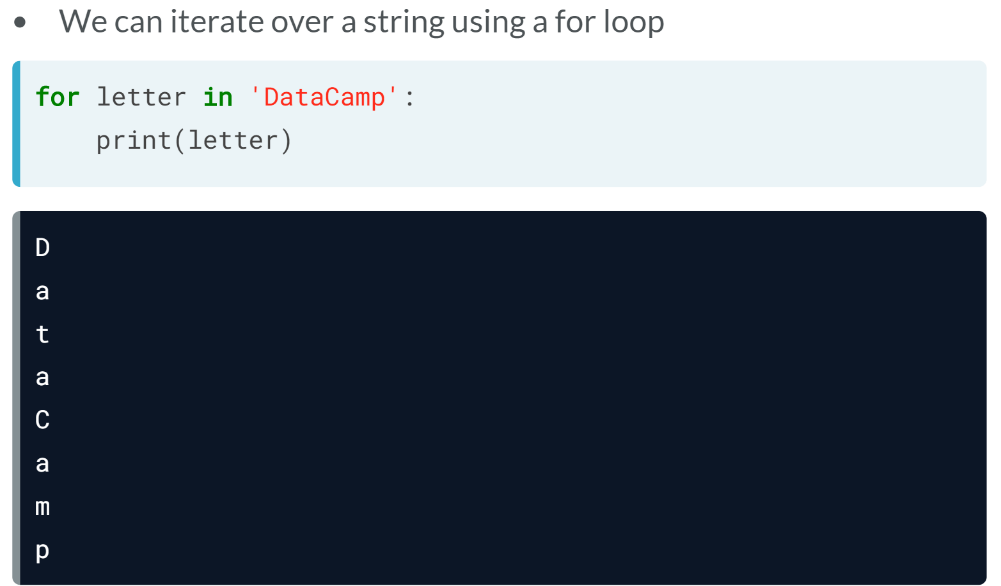 • We can iterate over a string using a for loop
for letter in 'DataCamp':
    print(letter)
D
a
t
a
C
a
m
p